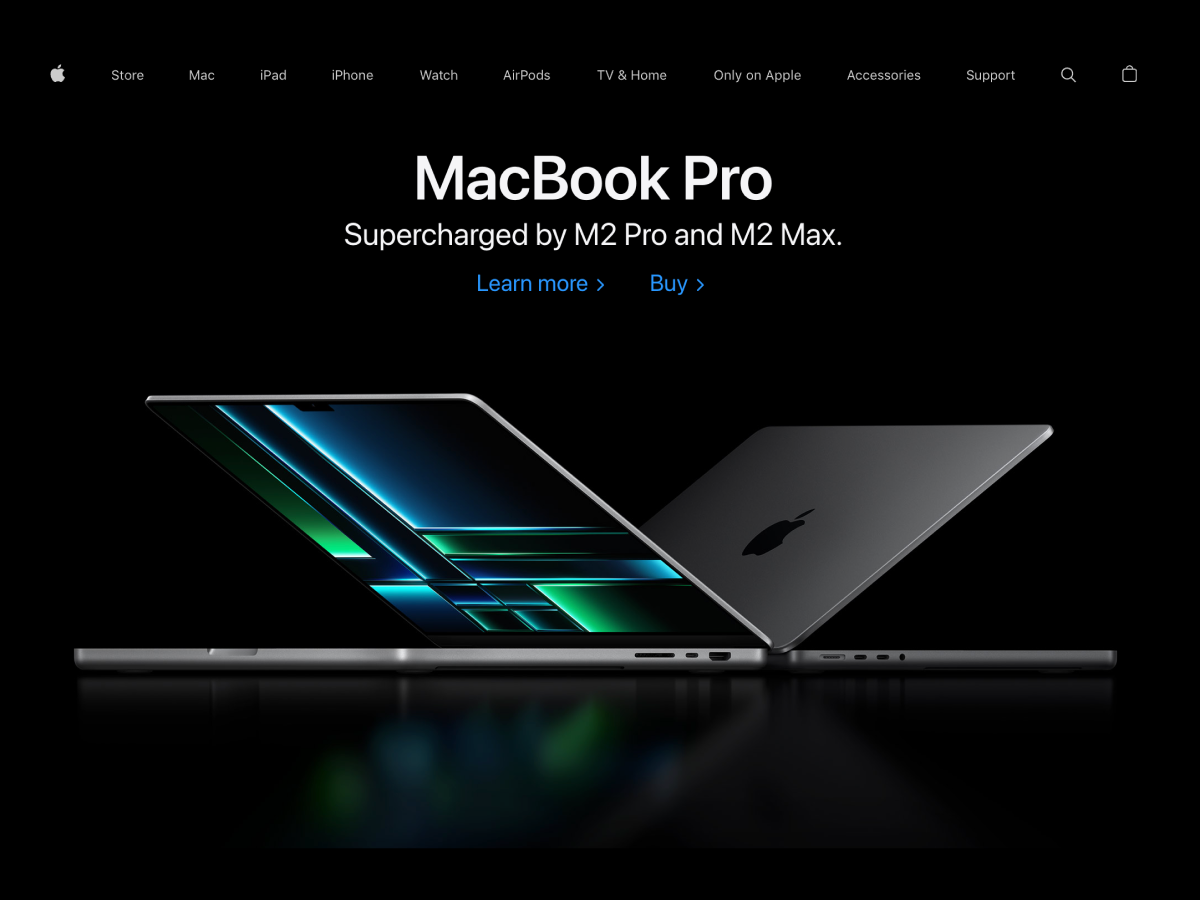 Store Mac iPad iPhone Watch AirPods TV & Home Only on Apple Accessories Support
MacBook Pro
Supercharged by M2 Pro and M2 Max.
Learn more > Buy >